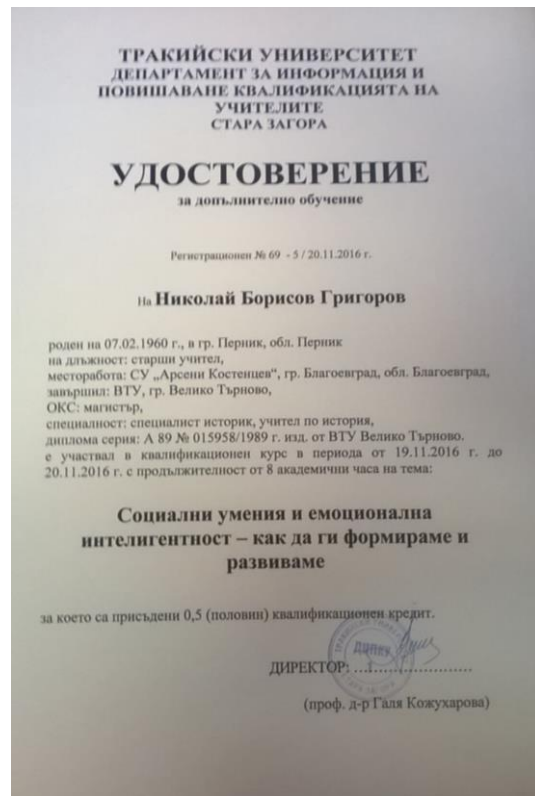 ТРАКИЙСКИ УНИВЕРСИТЕТ
ДЕПАРТАМЕНТ ЗА ИНФОРМАЦИЯ И
ПОВИШАВАНЕ КВАЛИФИКАЦИЯТА НА
УЧИТЕЛИТЕ
СТАРА ЗАГОРА
УДОСТОВЕРЕНИЕ
за допълнително обучение
Регистрационен № 69 - 5 / 20.11.2016 г.
На Николай Борисов Григоров
роден на 07.02.1960 г., в гр. Перник, обл. Перник
на длъжност: старши учител,
месторабота: СУ „Арсени Костенцев“, гр. Благоевград, обл. Благоевград,
завършил: ВТУ, гр. Велико Търново,
ОКС: магистър,
специалност: специалист историк, учител по история,
диплома серия: А 89 № 015958/1989 г. изд. от ВТУ Велико Търново.
е участвал в квалификационен курс в периода от 19.11.2016 г. до
20.11.2016 г. с продължителност от 8 академични часа на тема:
Социални умения и емоционална
интелигентност – как да ги формираме и
развиваме
за което са присъдени 0,5 (половин) квалификационен кредит.
ДИПКУ
ДИРЕКТОР: ........................
(проф. д-р Галя Кожухарова)